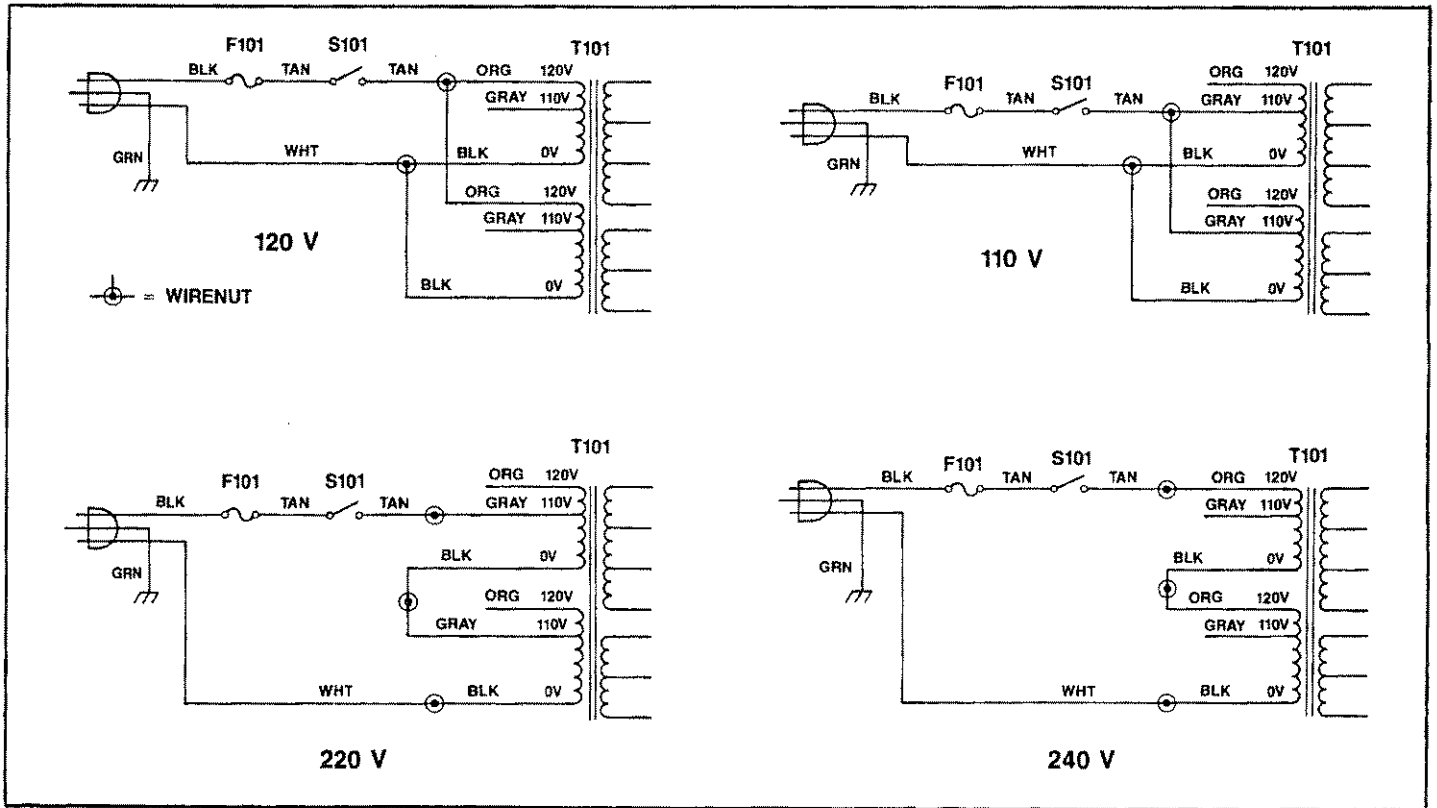 F101 S101 T101
BLK TAN TAN ORG 120V
GRAY 110V
GRN WHT BLK 0V
ORG 120V
GRAY 110V
120 V
BLK 0V
= WIRENUT
T101
F101 S101 ORG 120V
BLK TAN TAN GRAY 110V
GRN WHT BLK 0V
ORG 120V
GRAY 110V
110 V
BLK 0V
T101
F101 S101 ORG 120V
BLK TAN TAN GRAY 110V
BLK 0V
GRN
ORG 120V
GRAY 110V
WHT BLK 0V
220 V
F101 S101 T101
BLK TAN TAN ORG 120V
GRAY 110V
BLK 0V
GRN
ORG 120V
GRAY 110V
WHT BLK 0V
240 V